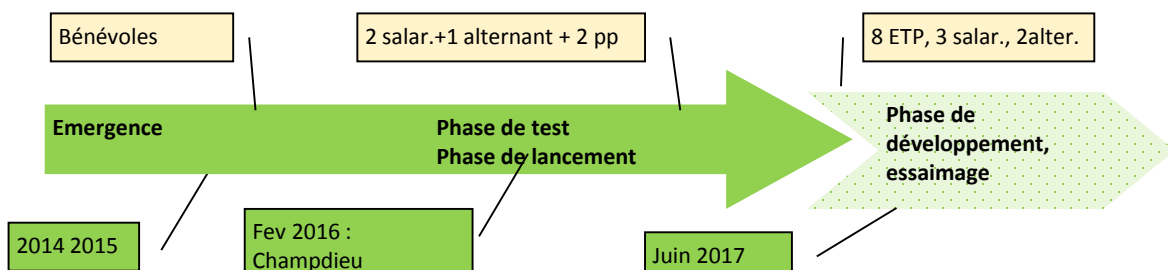 Bénévoles
2 salar.+1 alternant + 2 pp
8 ETP, 3 salar., 2alter.
Emergence
Phase de test
Phase de lancement
Phase de
développement,
essaimage
2014 2015
Fev 2016 :
Champdieu
Juin 2017